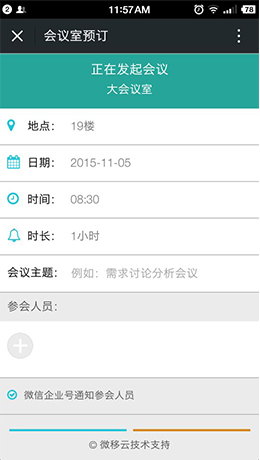 2
11:57AM
78
会议室预订
正在发起会议
大会议室
地点: 19楼
日期: 2015-11-05
时间: 08:30
时长: 1小时
会议主题: 例如: 需求讨论分析会议
参会人员:
微信企业号通知参会人员
© 微移云技术支持